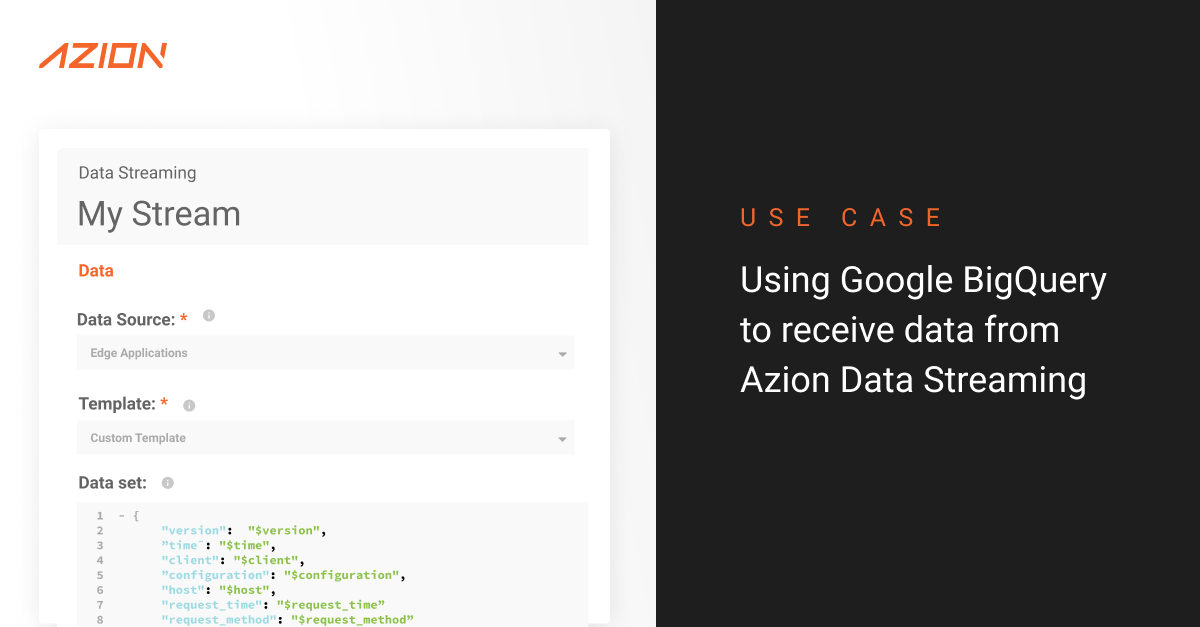 AZION
Data Streaming
My Stream
Data
Data Source: *
Edge Applications
Template: *
Custom Template
Data set:
1 - {
2 "version": "$version",
3 ”time˝: "$time",
4 "client": "$client",
5 ”configuration": "$configuration",
6 "host": "$host",
7 "request_time": "$request_time”
8 "request_method": "$request_method”
USE CASE
Using Google BigQuery
to receive data from
Azion Data Streaming